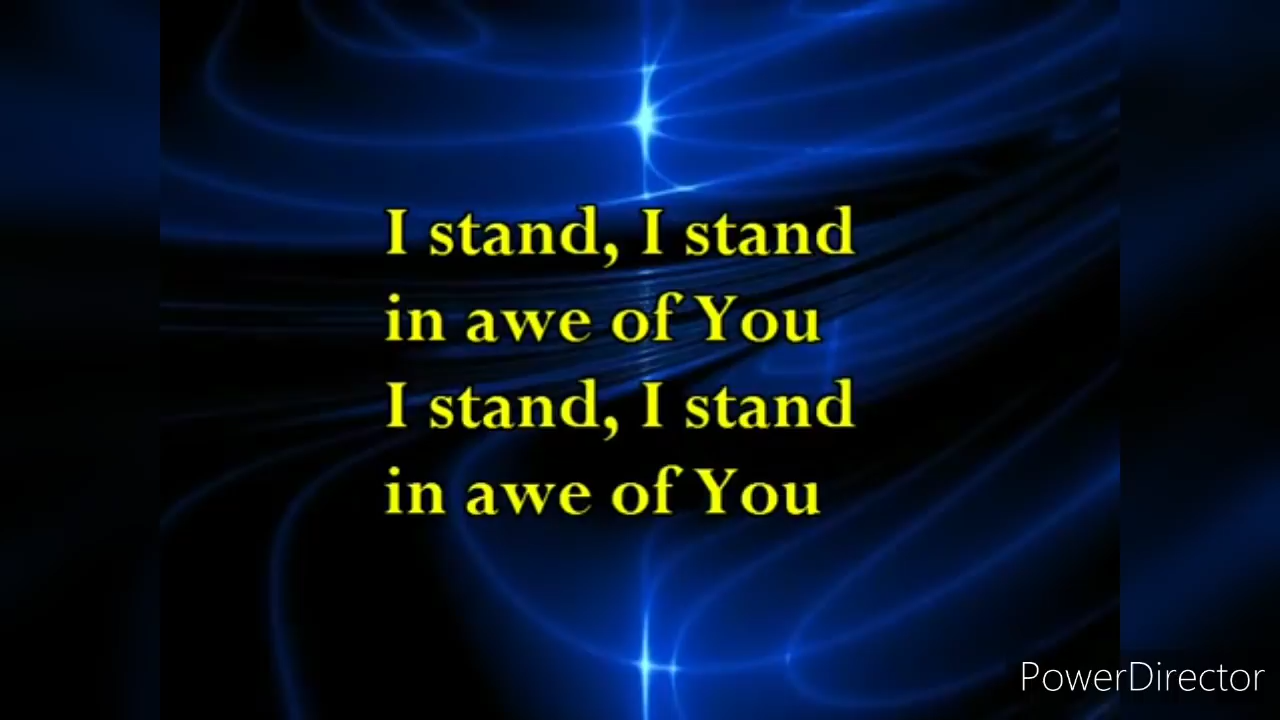 I stand, I stand
in awe of You
I stand, I stand
in awe of You
PowerDirector